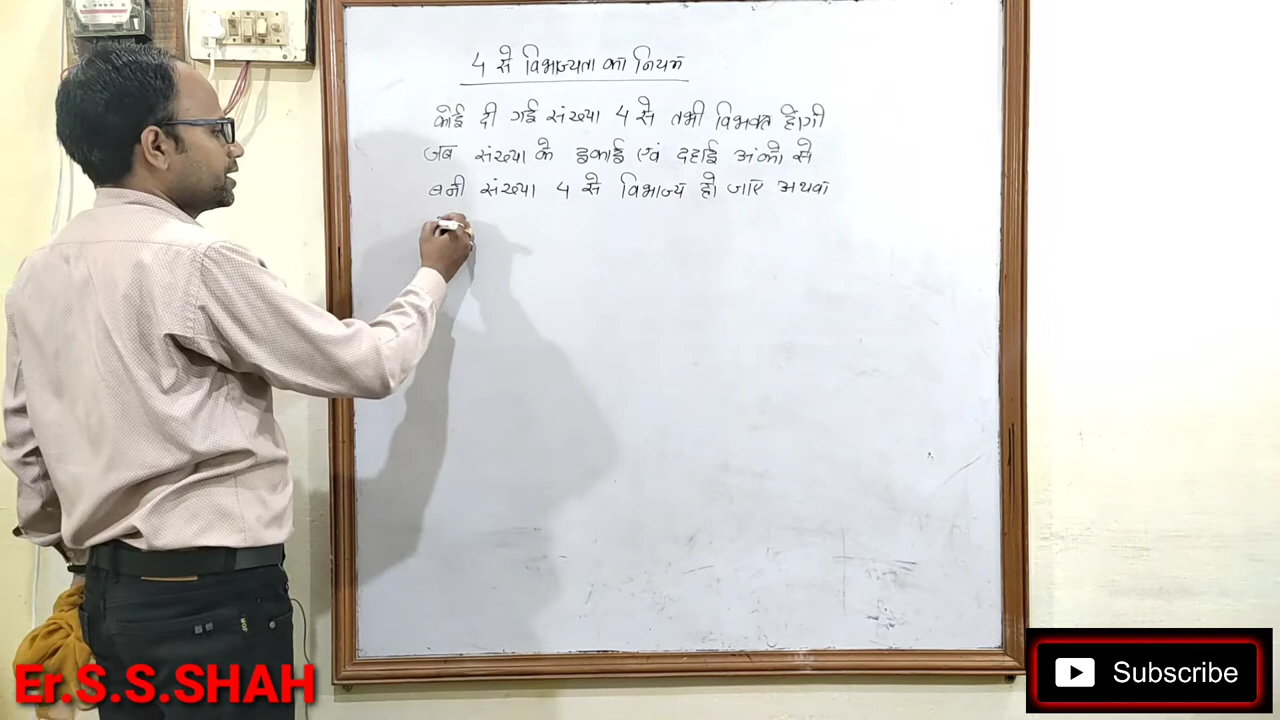 4 से विभाज्यता का नियम
कोई दी गई संख्या 4 से तभी विभक्त होगी
जब संख्या के इकाई एवं दहाई अंको से
बनी संख्या 4 से विभाज्य हो जाए अथवा
Er.S.S.SHAH
Subscribe